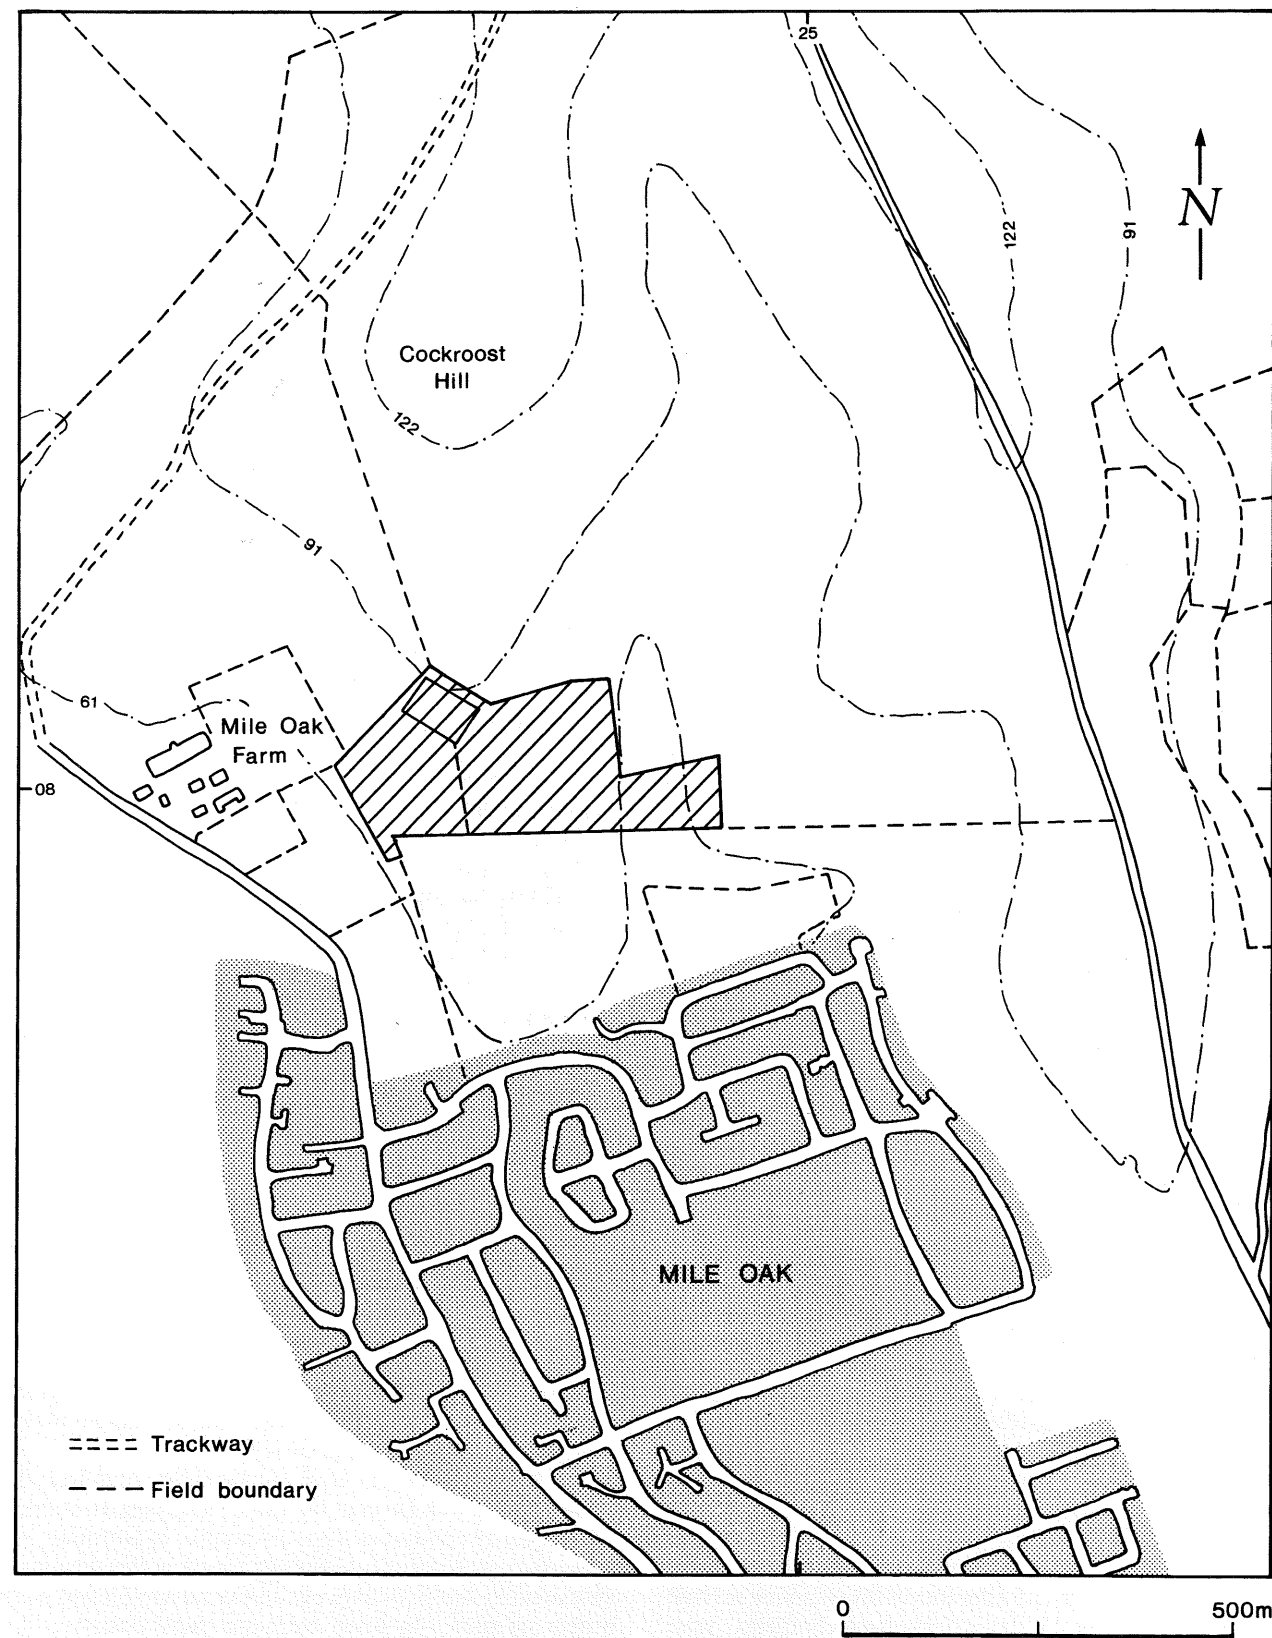 25
N
122
91
Cockroost
Hill
122
91
61
Mile Oak
Farm
08
MILE OAK
Trackway
Field boundary
0
500m